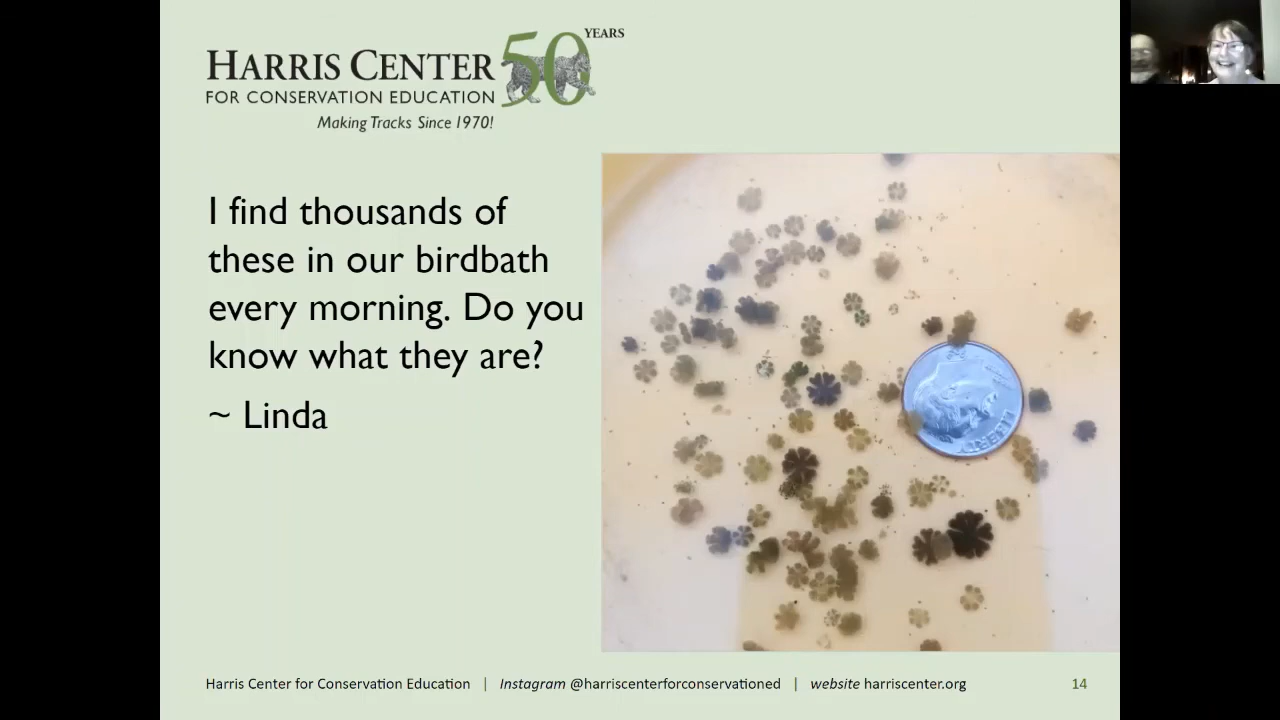 HARRIS CENTER 50 YEARS
FOR CONSERVATION EDUCATION
Making Tracks Since 1970!
I find thousands of
these in our birdbath
every morning. Do you
know what they are?
~ Linda
LIBERTY
Harris Center for Conservation Education | Instagram @harriscenterforconservationed | website harriscenter.org 14